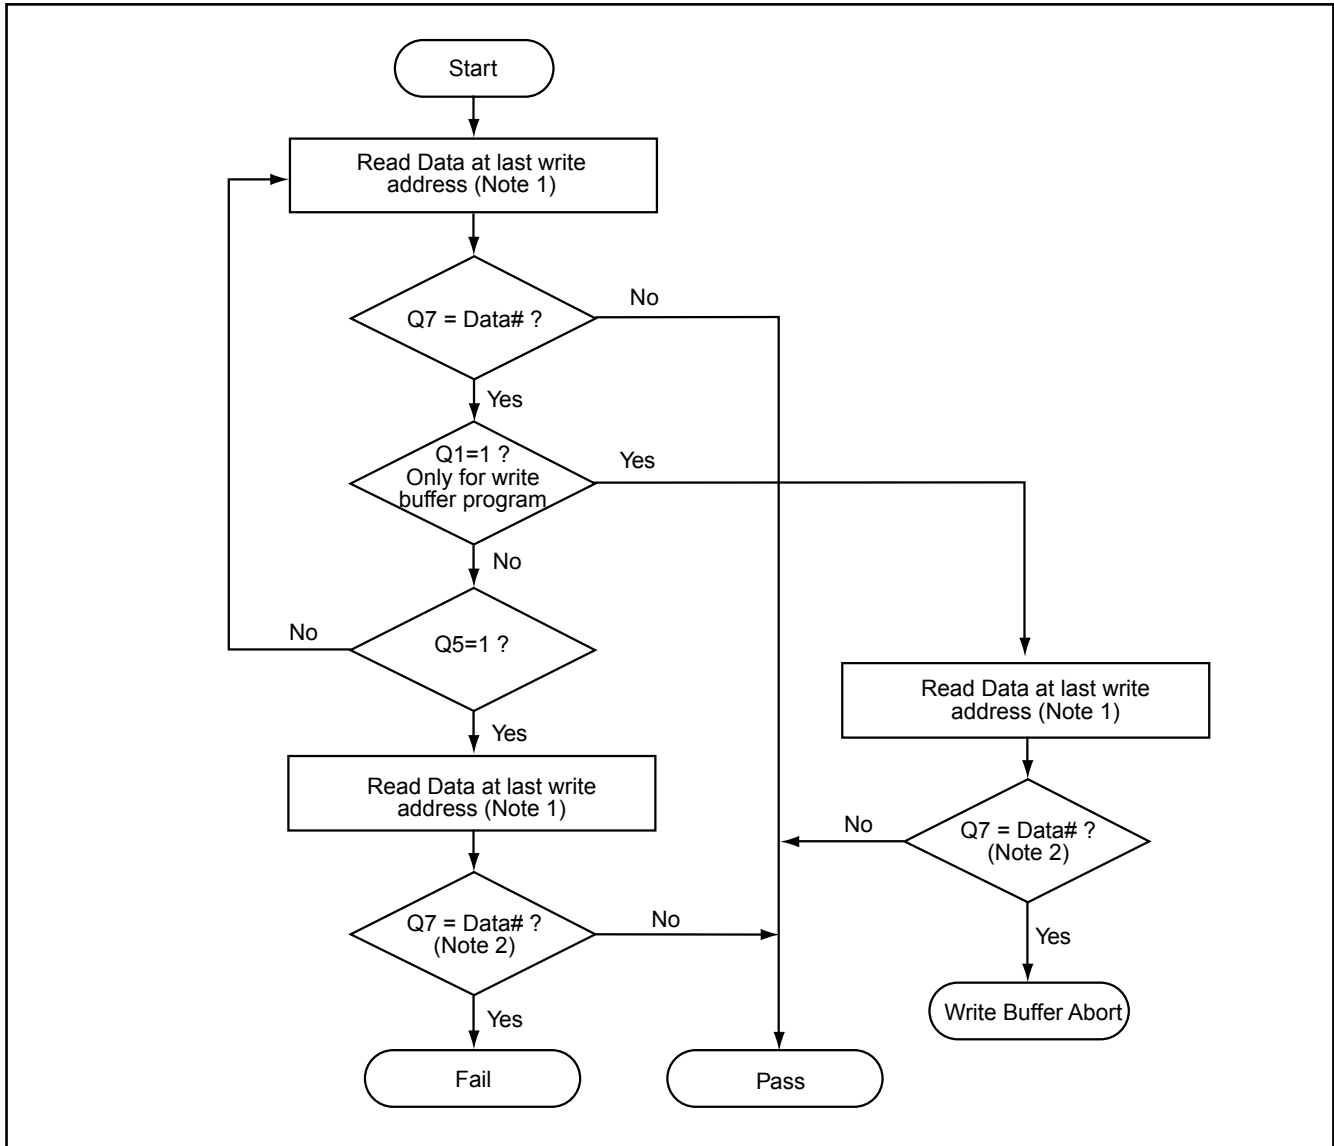 Start
Read Data at last write
address (Note 1)
Q7 = Data# ?
No
Yes
Q1=1 ?
Only for write
buffer program
Yes
No
Q5=1 ?
No
Yes
Read Data at last write
address (Note 1)
Read Data at last write
address (Note 1)
Q7 = Data# ?
(Note 2)
No
Yes
Q7 = Data# ?
(Note 2)
No
Yes
Write Buffer Abort
Fail
Pass